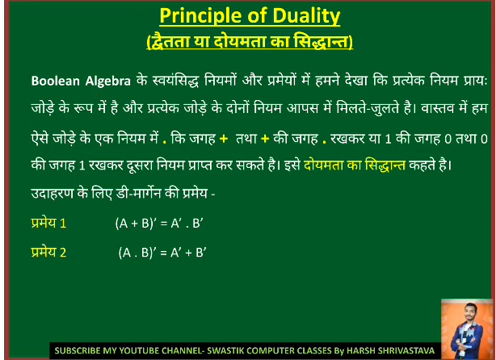 Principle of Duality
(द्वैतता या दोयमता का सिद्धान्त)
Boolean Algebra के स्वयंसिद्ध नियमों और प्रमेयों में हमने देखा कि प्रत्येक नियम प्रायः
जोड़े के रूप में है और प्रत्येक जोड़े के दोनों नियम आपस में मिलते-जुलते है। वास्तव में हम
ऐसे जोड़े के एक नियम में . कि जगह + तथा + की जगह . रखकर या 1 की जगह 0 तथा 0
की जगह 1 रखकर दूसरा नियम प्राप्त कर सकते है। इसे दोयमता का सिद्धान्त कहते है।
उदाहरण के लिए डी-मार्गेन की प्रमेय -
प्रमेय 1 (A + B)’ = A’ . B’
प्रमेय 2 (A . B)’ = A’ + B’
SUBSCRIBE MY YOUTUBE CHANNEL- SWASTIK COMPUTER CLASSES By HARSH SHRIVASTAVA